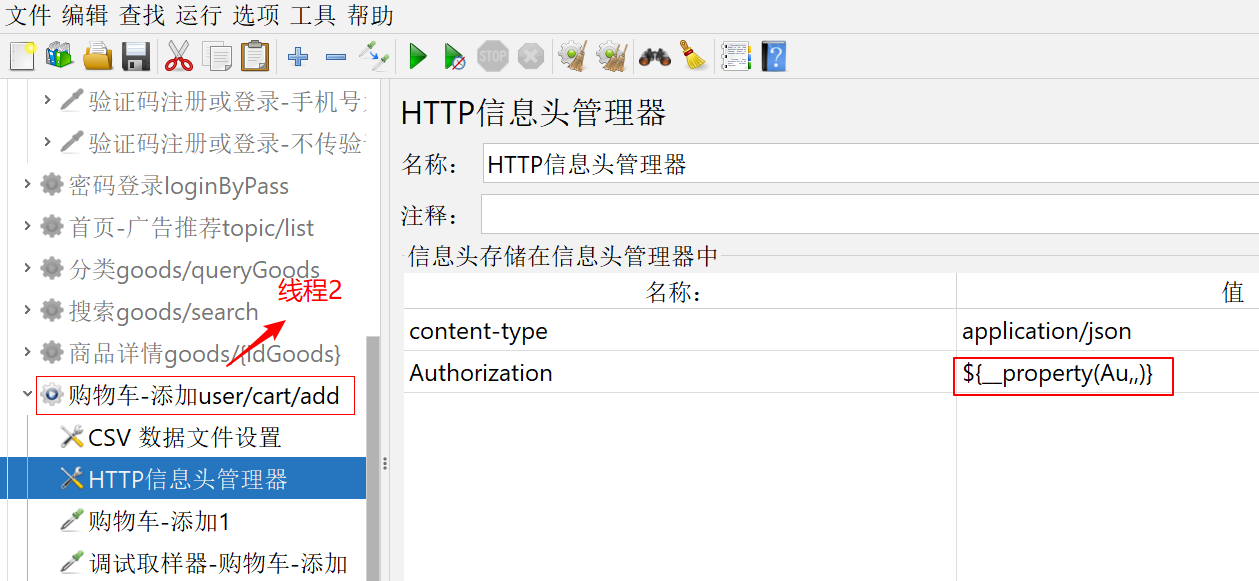 文件 编辑 查找 运行 选项 工具 帮助
STOP
验证码注册或登录-手机号
验证码注册或登录-不传验
密码登录loginByPass
首页-广告推荐topic/list
分类goods/queryGoods
搜索goods/search
商品详情goods/{idGoods}
线程2
购物车-添加user/cart/add
CSV 数据文件设置
HTTP信息头管理器
购物车-添加1
调试取样器-购物车-添加
HTTP信息头管理器
名称: HTTP信息头管理器
注释:
信息头存储在信息头管理器中
名称: 值
content-type application/json
Authorization ${__property(Au,,)}